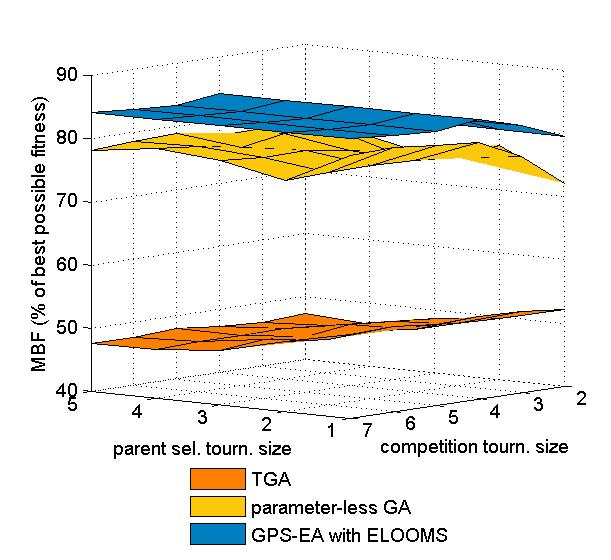 90
80
70
60
50
40
MBF (% of best possible fitness)
5
4
3
2
1
parent sel. tourn. size
7
6
5
4
3
2
competition tourn. size
TGA
parameter-less GA
GPS-EA with ELOOMS